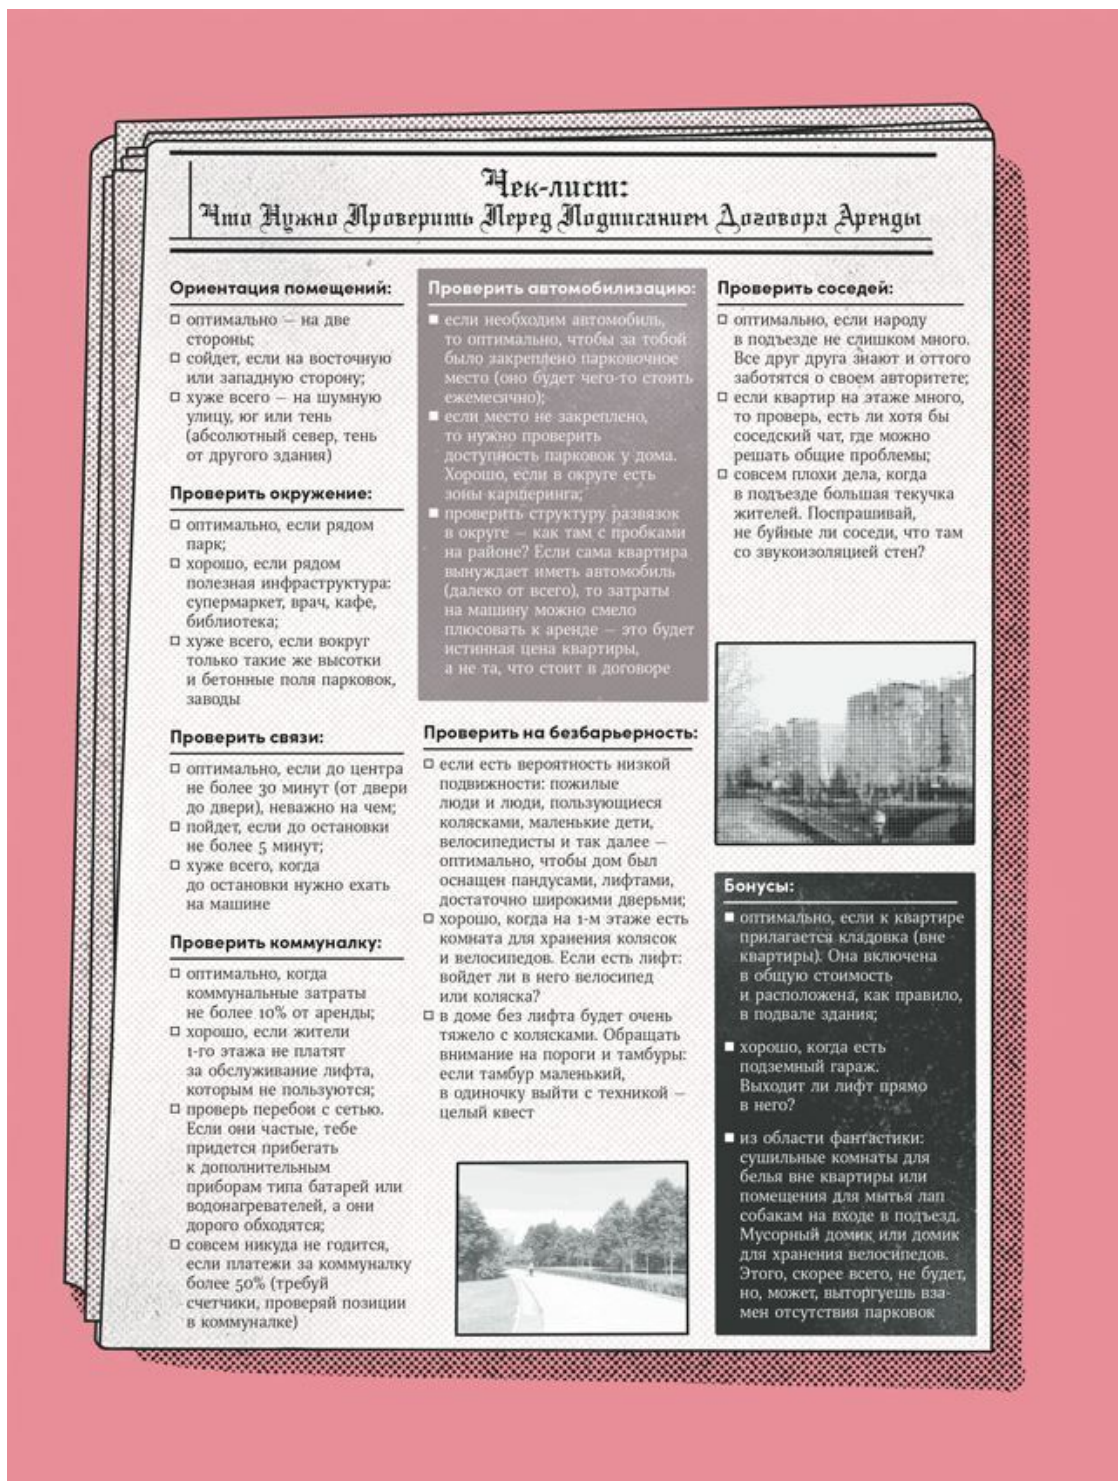 Чек-лист:
Что Нужно Проверить Перед Подписанием Договора Аренды
Ориентация помещений:
оптимально — на две
стороны;
сойдет, если на восточную
или западную сторону;
хуже всего — на шумную
улицу, юг или тень
(абсолютный север, тень
от другого здания)
Проверить окружение:
оптимально, если рядом
парк;
хорошо, если рядом
полезная инфраструктура:
супермаркет, врач, кафе,
библиотека;
хуже всего, если вокруг
только такие же высотки
и бетонные поля парковок,
заводы
Проверить связи:
оптимально, если до центра
не более 30 минут (от двери
до двери), неважно на чем;
пойдет, если до остановки
не более 5 минут;
хуже всего, когда
до остановки нужно ехать
на машине
Проверить коммуналку:
оптимально, когда
коммунальные затраты
не более 10% от аренды;
хорошо, если жители
1-го этажа не платят
за обслуживание лифта,
которым не пользуются;
проверь перебои с сетью.
Если они частые, тебе
придется прибегать
к дополнительным
приборам типа батарей или
водонагревателей, а они
дорого обходятся;
совсем никуда не годится,
если платежи за коммуналку
более 50% (требуй
счетчики, проверяй позиции
в коммуналке)
Проверить автомобилизацию:
если необходим автомобиль,
то оптимально, чтобы за тобой
было закреплено парковочное
место (оно будет чего-то стоить
ежемесячно);
если место не закреплено,
то нужно проверить
доступность парковок у дома.
Хорошо, если в округе есть
зоны каршеринга;
проверить структуру развязок
в округе — как там с пробками
на районе? Если сама квартира
вынуждает иметь автомобиль
(далеко от всего), то затраты
на машину можно смело
плюсовать к аренде — это будет
истинная цена квартиры,
а не та, что стоит в договоре
Проверить на безбарьерность:
если есть вероятность низкой
подвижности: пожилые
люди и люди, пользующиеся
колясками, маленькие дети,
велосипедисты и так далее —
оптимально, чтобы дом был
оснащен пандусами, лифтами,
достаточно широкими дверьми;
хорошо, когда на 1-м этаже есть
комната для хранения колясок
и велосипедов. Если есть лифт:
войдет ли в него велосипед
или коляска?
в доме без лифта будет очень
тяжело с колясками. Обращать
внимание на пороги и тамбуры:
если тамбур маленький,
в одиночку выйти с техникой —
целый квест
Проверить соседей:
оптимально, если народу
в подъезде не слишком много.
Все друг друга знают и оттого
заботятся о своем авторитете;
если квартир на этаже много,
то проверь, есть ли хотя бы
соседский чат, где можно
решать общие проблемы;
совсем плохи дела, когда
в подъезде большая текучка
жителей. Поспрашивай,
не буйные ли соседи, что там
со звукоизоляцией стен?
Бонусы:
оптимально, если к квартире
прилагается кладовка (вне
квартиры). Она включена
в общую стоимость
и расположена, как правило,
в подвале здания;
хорошо, когда есть
подземный гараж.
Выходит ли лифт прямо
в него?
из области фантастики:
сушильные комнаты для
белья вне квартиры или
помещения для мытья лап
собакам на входе в подъезд.
Мусорный домик или домик
для хранения велосипедов.
Этого, скорее всего, не будет,
но, может, выторгуешь вза-
мен отсутствия парковок